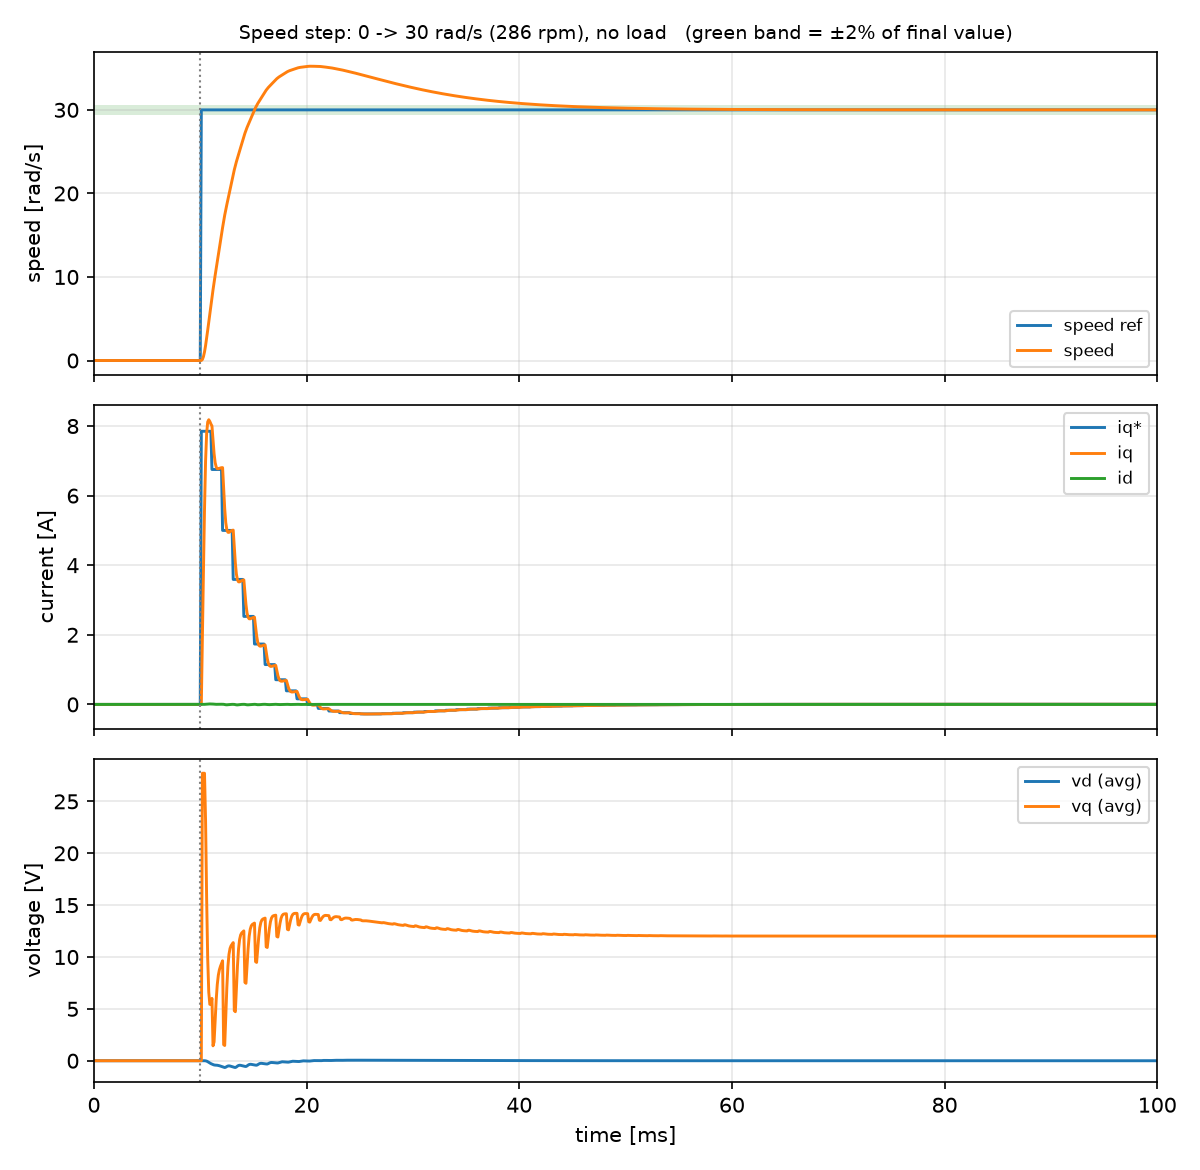 Speed step: 0 -> 30 rad/s (286 rpm), no load   (green band = ±2% of final value)
speed [rad/s]
30
20
10
0
speed ref
speed
current [A]
8
6
4
2
0
iq*
iq
id
voltage [V]
25
20
15
10
5
0
vd (avg)
vq (avg)
0 20 40 60 80 100
time [ms]